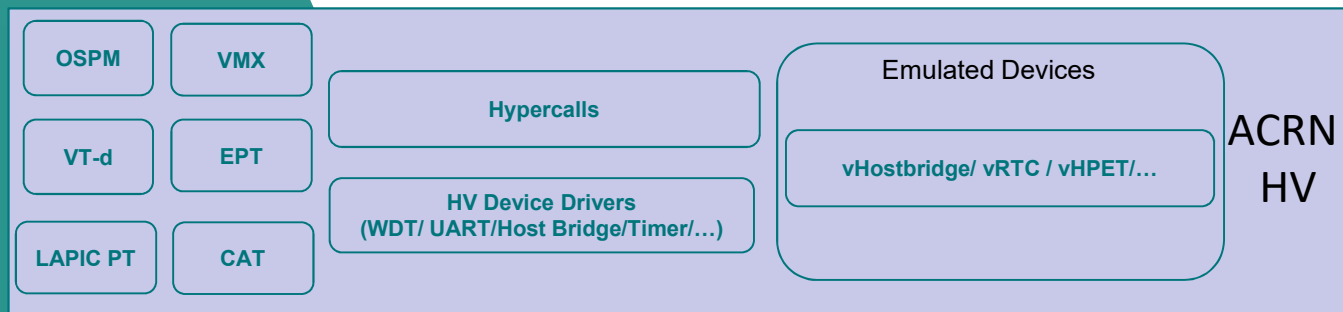 OSPM
VMX
VT-d
EPT
LAPIC PT
CAT
Hypercalls
HV Device Drivers
(WDT/ UART/Host Bridge/Timer/…)
Emulated Devices
vHostbridge/ vRTC / vHPET/…
ACRN
HV